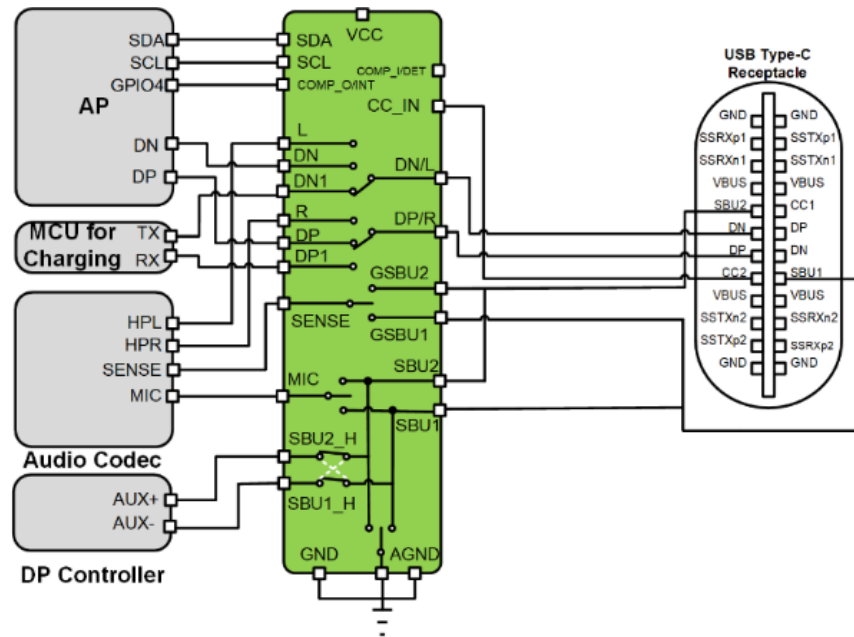 SDA
SCL
GPIO4
AP
DN
DP
MCU for
Charging
TX
RX
HPL
HPR
SENSE
MIC
Audio Codec
AUX+
AUX-
DP Controller
VCC
SDA
SCL
COMP_I/DET
COMP_O/INT
CC_IN
L
DN
DN/L
DN1
R
DP/R
DP
DP1
GSBU2
SENSE
GSBU1
MIC
SBU2
SBU1
SBU2_H
SBU1_H
GND
AGND
USB Type-C
Receptacle
GND GND
SSRXp1 SSTXp1
SSRXn1 SSTXn1
VBUS VBUS
SBU2 CC1
DN DP
DP DN
CC2 SBU1
VBUS VBUS
SSTXn2 SSRXn2
SSTXp2 SSRXp2
GND GND